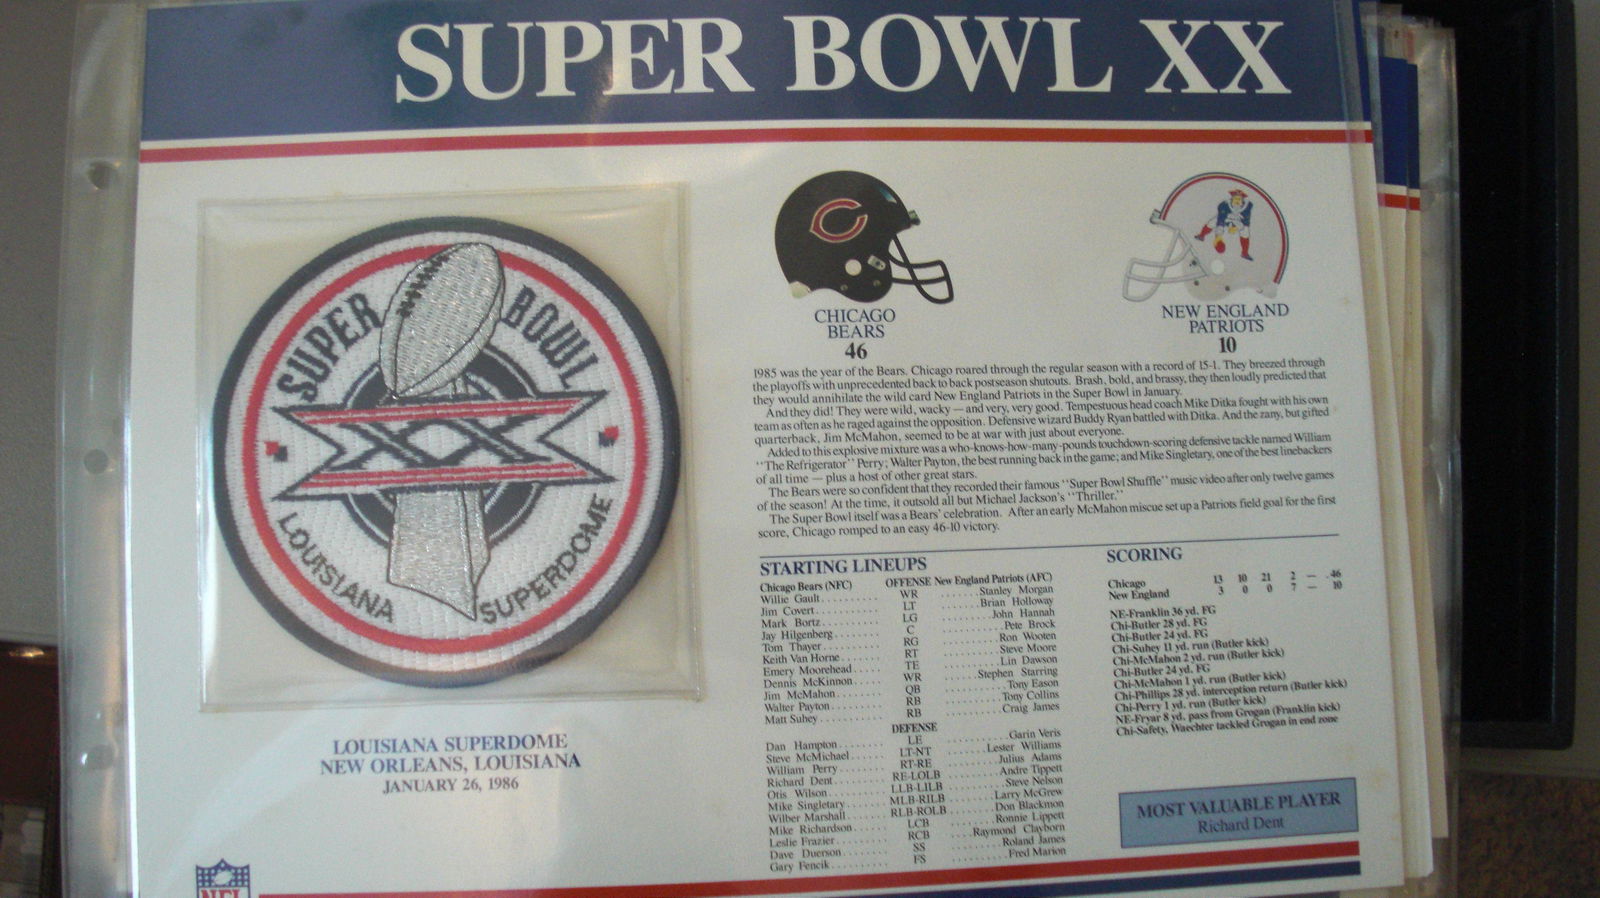 SUPER BOWL XX
SUPER BOWL
XX
LOUISIANA SUPERDOME
LOUISIANA SUPERDOME
NEW ORLEANS, LOUISIANA
JANUARY 26, 1986
NFL
CHICAGO
BEARS
46
NEW ENGLAND
PATRIOTS
10
1985 was the year of the Bears. Chicago roared through the regular season with a record of 15-1. They breezed through
the playoffs with unprecedented back to back postseason shutouts. Brash, bold, and brassy, they then loudly predicted that
they would annihilate the wild card New England Patriots in the Super Bowl in January.
And they did! They were wild, wacky — and very, very good. Tempestuous head coach Mike Ditka fought with his own
team as often as he raged against the opposition. Defensive wizard Buddy Ryan battled with Ditka. And the zany, but gifted
quarterback, Jim McMahon, seemed to be at war with just about everyone.
Added to this explosive mixture was a who-knows-how-many-pounds touchdown-scoring defensive tackle named William
"The Refrigerator" Perry; Walter Payton, the best running back in the game; and Mike Singletary, one of the best linebackers
of all time — plus a host of other great stars.
The Bears were so confident that they recorded their famous "Super Bowl Shuffle" music video after only twelve games
of the season! At the time, it outsold all but Michael Jackson's "Thriller."
The Super Bowl itself was a Bears' celebration. After an early McMahon miscue set up a Patriots field goal for the first
score, Chicago romped to an easy 46-10 victory.
STARTING LINEUPS
Chicago Bears (NFC) OFFENSE New England Patriots (AFC)
Willie Gault......... WR .......Stanley Morgan
Jim Covert.......... LT .......Brian Holloway
Mark Bortz.......... LG .........John Hannah
Jay Hilgenberg........ C ...........Pete Brock
Tom Thayer.......... RG ..........Ron Wooten
Keith Van Horne....... RT ..........Steve Moore
Emery Moorehead..... TE ..........Lin Dawson
Dennis McKinnon..... WR .......Stephen Starring
Jim McMahon........ QB ..........Tony Eason
Walter Payton........ RB ..........Tony Collins
Matt Suhey.......... RB ..........Craig James
DEFENSE
Dan Hampton........ LE ..........Garin Veris
Steve McMichael...... LT-NT .......Lester Williams
William Perry........ RT-RE ........Julius Adams
Richard Dent........ RE-LOLB .......Andre Tippett
Otis Wilson......... LLB-LILB .......Steve Nelson
Mike Singletary....... MLB-RILB .......Larry McGrew
Wilber Marshall....... RLB-ROLB .......Don Blackmon
Mike Richardson...... LCB ........Ronnie Lippett
Leslie Frazier........ RCB .....Raymond Clayborn
Dave Duerson........ SS .........Roland James
Gary Fencik......... FS ..........Fred Marion
SCORING
Chicago 13 10 21 2 — 46
New England 3 0 0 7 — 10
NE-Franklin 36 yd. FG
Chi-Butler 28 yd. FG
Chi-Butler 24 yd. FG
Chi-Suhey 11 yd. run (Butler kick)
Chi-McMahon 2 yd. run (Butler kick)
Chi-Butler 24 yd. FG
Chi-McMahon 1 yd. run (Butler kick)
Chi-Phillips 28 yd. interception return (Butler kick)
Chi-Perry 1 yd. run (Butler kick)
NE-Fryar 8 yd. pass from Grogan (Franklin kick)
Chi-Safety, Waechter tackled Grogan in end zone
MOST VALUABLE PLAYER
Richard Dent